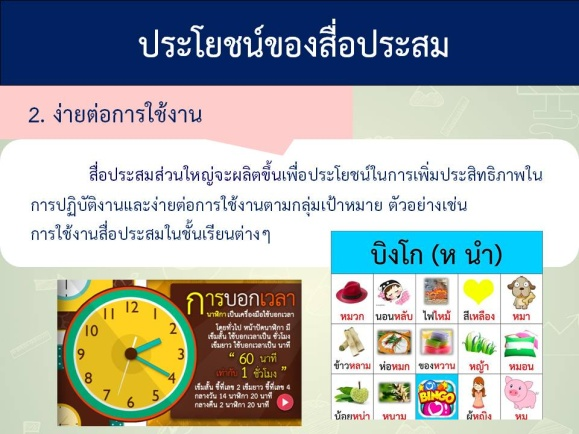 ประโยชน์ของสื่อประสม
2. ง่ายต่อการใช้งาน
สื่อประสมส่วนใหญ่จะผลิตขึ้นเพื่อประโยชน์ในการเพิ่มประสิทธิภาพใน
การปฏิบัติงานและง่ายต่อการใช้งานตามกลุ่มเป้าหมาย ตัวอย่างเช่น
การใช้งานสื่อประสมในชั้นเรียนต่างๆ
บิงโก (ห นำ)
หมวก นอนหลับ ไฟไหม้ สีเหลือง หมา
ข้าวหลาม ห่อหมก ของหวาน หญ้า หมอน
น้อยหน่า หนาม BINGO ผู้หญิง หมู
การบอกเวลา
นาฬิกา เป็นเครื่องมือใช้บอกเวลา
โดยทั่วไป หน้าปัดนาฬิกา มี
เข็มสั้น ใช้บอกเวลาเป็น ชั่วโมง
เข็มยาว ใช้บอกเวลาเป็น นาที
“ 60 นาที
เท่ากับ 1 ชั่วโมง ”
เข็มสั้น ชี้ที่เลข 2 เข็มยาว ชี้ที่เลข 4
กลางวัน 14 นาฬิกา 20 นาที
กลางคืน 2 นาฬิกา 20 นาที
12 1 2 3 4 5 6 7 8 9 10 11